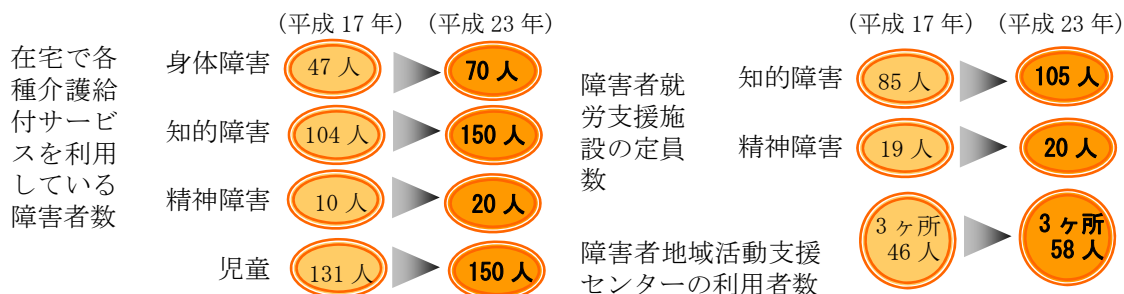 (平成 17 年) (平成 23 年)
在宅で各
種介護給
付サービ
スを利用
している
障害者数
身体障害 47 人 70 人
知的障害 104 人 150 人
精神障害 10 人 20 人
児童 131 人 150 人
(平成 17 年) (平成 23 年)
障害者就
労支援施
設の定員
数
知的障害 85 人 105 人
精神障害 19 人 20 人
障害者地域活動支援
センターの利用者数
3 ヶ所
46 人
3 ヶ所
58 人